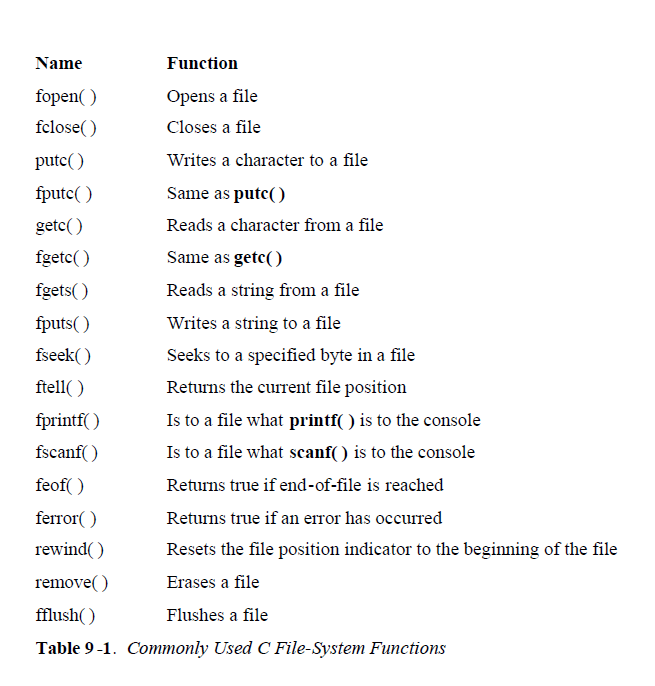 Name Function
fopen( ) Opens a file
fclose( ) Closes a file
putc( ) Writes a character to a file
fputc( ) Same as putc( )
getc( ) Reads a character from a file
fgetc( ) Same as getc( )
fgets( ) Reads a string from a file
fputs( ) Writes a string to a file
fseek( ) Seeks to a specified byte in a file
ftell( ) Returns the current file position
fprintf( ) Is to a file what printf( ) is to the console
fscanf( ) Is to a file what scanf( ) is to the console
feof( ) Returns true if end-of-file is reached
ferror( ) Returns true if an error has occurred
rewind( ) Resets the file position indicator to the beginning of the file
remove( ) Erases a file
fflush( ) Flushes a file
Table 9-1. Commonly Used C File-System Functions